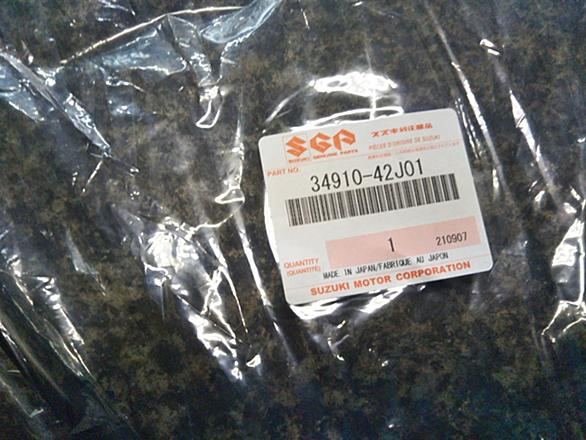 SGP
SUZUKI GENUINE PARTS
スズキ純正部品
PIÈCES D'ORIGINE DE SUZUKI
PART NO.
34910-42J01
1
210907
QUANTITY
(QUANTITÉ)
MADE IN JAPAN/FABRIQUE AU JAPON
SUZUKI MOTOR CORPORATION